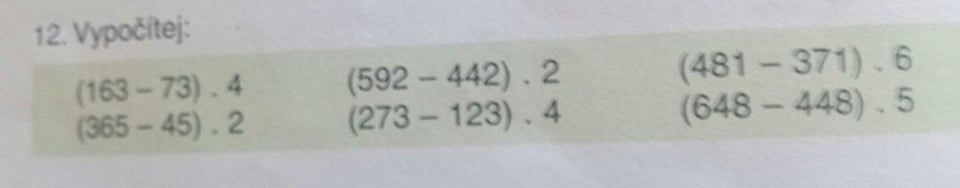 12. Vypočítej:
(163 – 73) . 4 (592 – 442) . 2 (481 – 371) . 6
(365 – 45) . 2 (273 – 123) . 4 (648 – 448) . 5